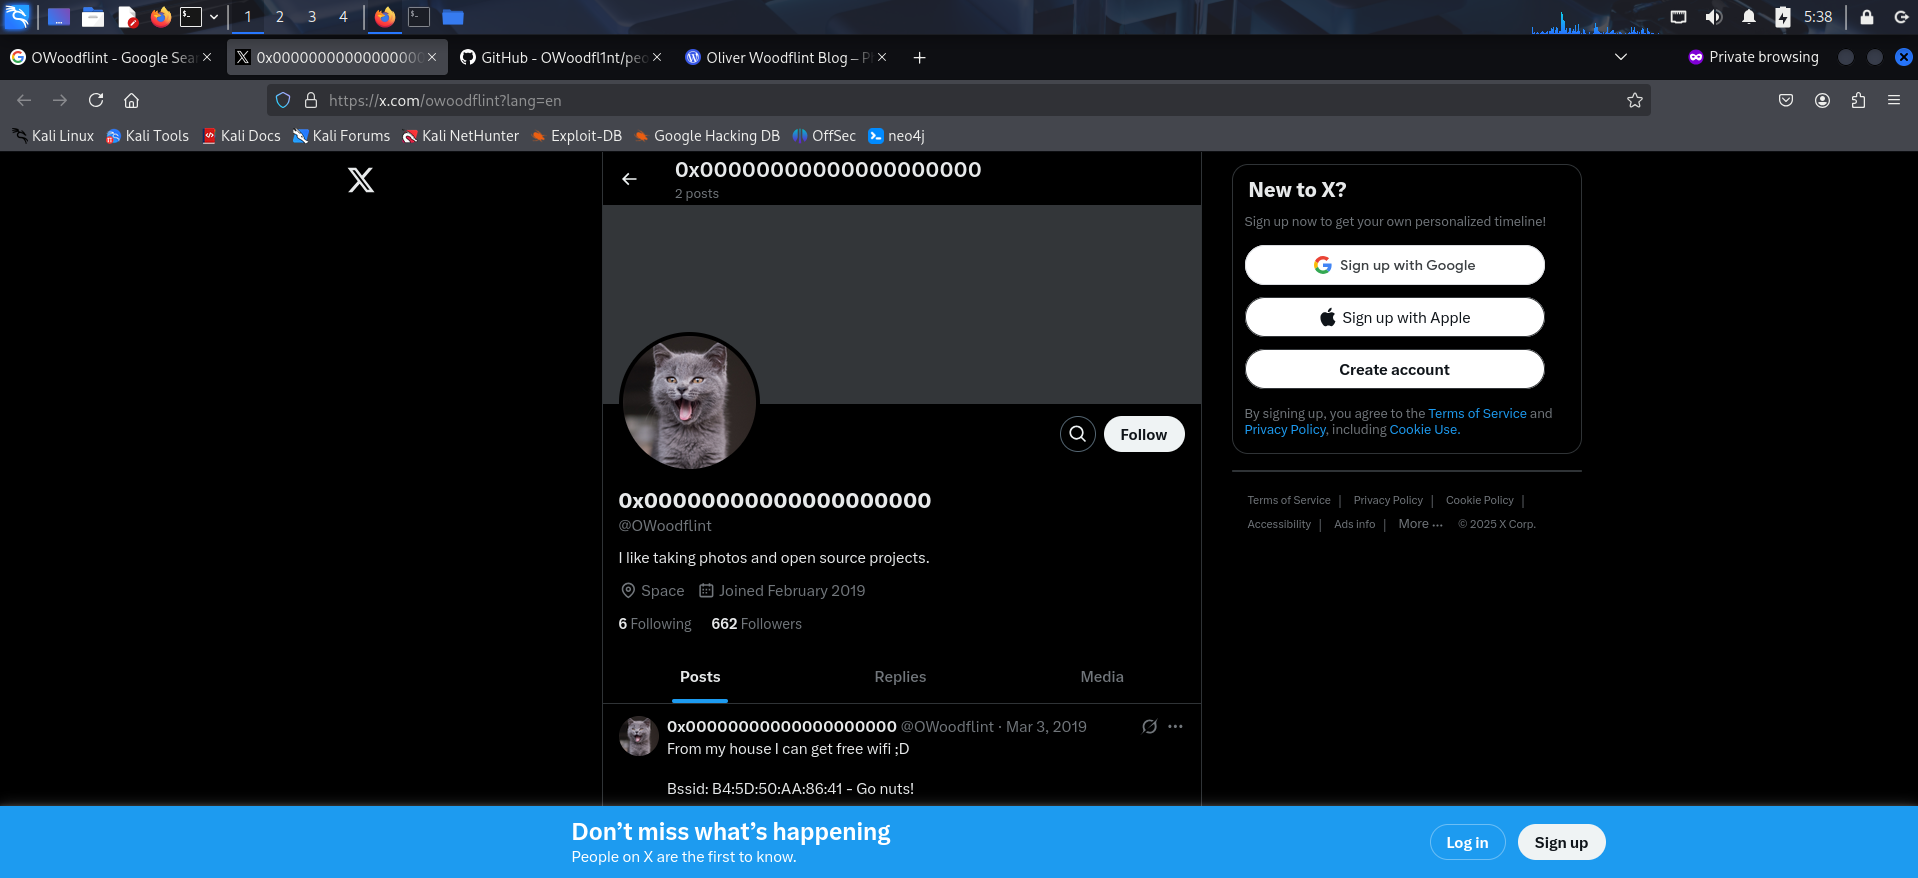 1 2 3 4
5:38
OWoodflint - Google Sear
0x0000000000000000
GitHub - OWoodfl1nt/peo
Oliver Woodflint Blog – P
Private browsing
https://x.com/owoodflint?lang=en
Kali Linux
Kali Tools
Kali Docs
Kali Forums
Kali NetHunter
Exploit-DB
Google Hacking DB
OffSec
neo4j
0x00000000000000000000
2 posts
Follow
0x00000000000000000000
@OWoodflint
I like taking photos and open source projects.
Space Joined February 2019
6 Following 662 Followers
Posts Replies Media
0x00000000000000000000 @OWoodflint · Mar 3, 2019
From my house I can get free wifi ;D
Bssid: B4:5D:50:AA:86:41 - Go nuts!
New to X?
Sign up now to get your own personalized timeline!
Sign up with Google
Sign up with Apple
Create account
By signing up, you agree to the Terms of Service and
Privacy Policy, including Cookie Use.
Terms of Service | Privacy Policy | Cookie Policy |
Accessibility | Ads info | More ··· © 2025 X Corp.
Don’t miss what’s happening
People on X are the first to know.
Log in
Sign up